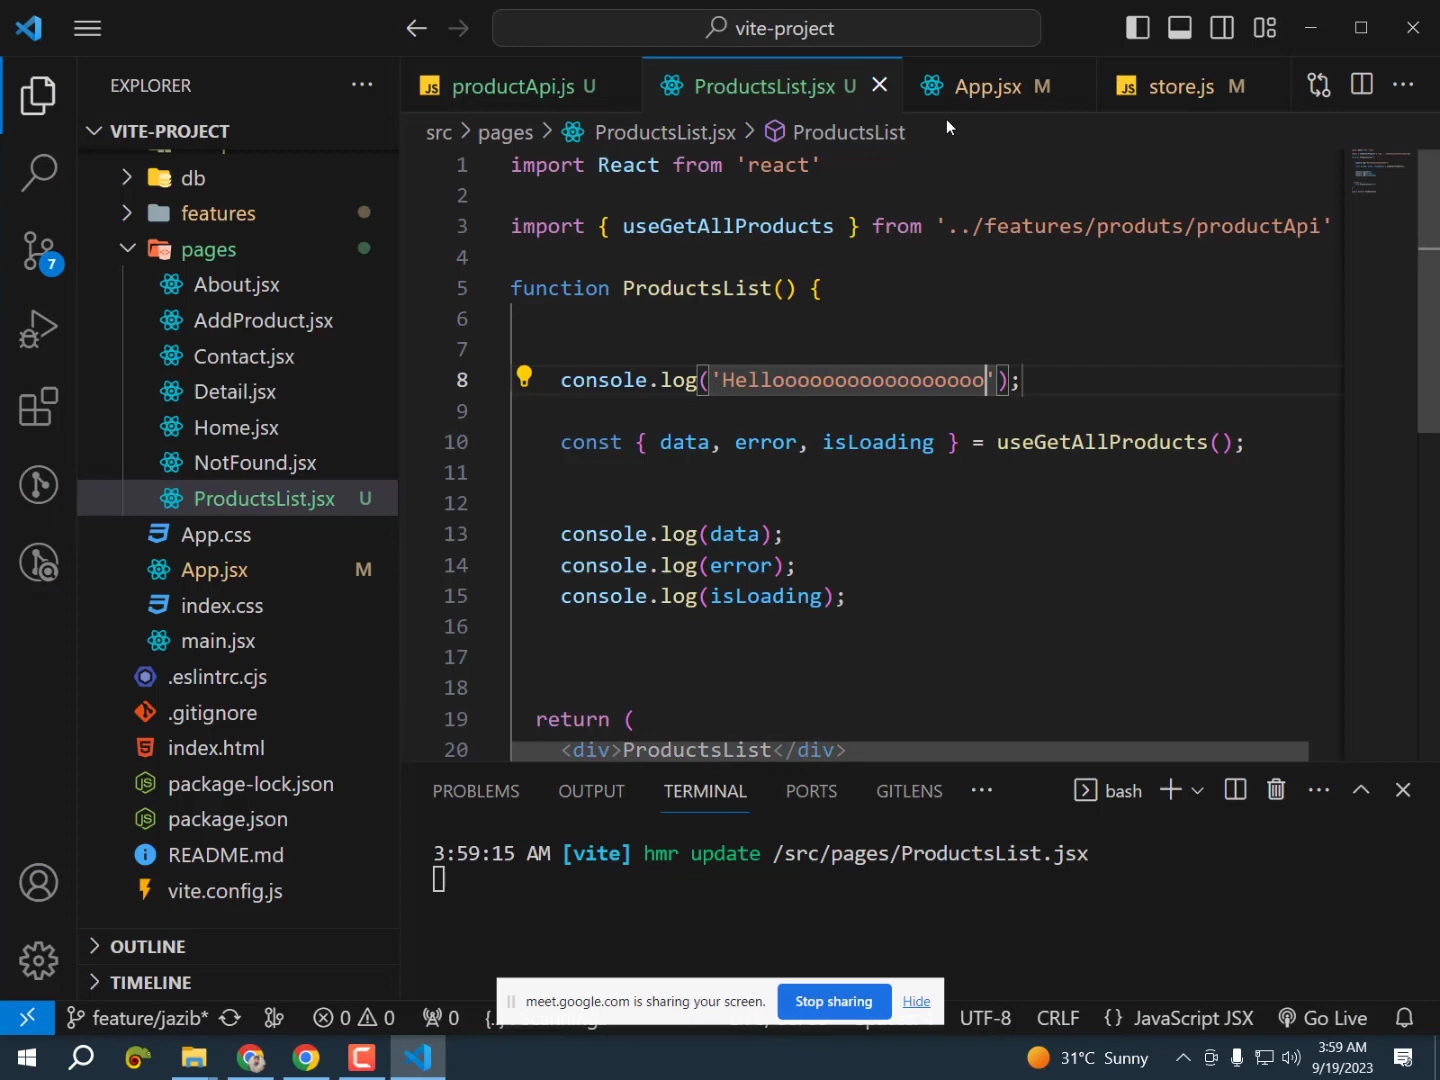 vite-project
EXPLORER
productApi.js U
ProductsList.jsx U
App.jsx M
store.js M
VITE-PROJECT
src > pages > ProductsList.jsx > ProductsList
db
features
pages
About.jsx
AddProduct.jsx
Contact.jsx
Detail.jsx
Home.jsx
NotFound.jsx
ProductsList.jsx U
App.css
App.jsx M
index.css
main.jsx
.eslintrc.cjs
.gitignore
index.html
package-lock.json
package.json
README.md
vite.config.js
OUTLINE
TIMELINE
7
1 import React from 'react'
2
3 import { useGetAllProducts } from '../features/produts/productApi'
4
5 function ProductsList() {
6
7
8 console.log('Helloooooooooooooooooo');
9
10 const { data, error, isLoading } = useGetAllProducts();
11
12
13 console.log(data);
14 console.log(error);
15 console.log(isLoading);
16
17
18
19 return (
20 <div>ProductsList</div>
PROBLEMS OUTPUT TERMINAL PORTS GITLENS
bash
3:59:15 AM [vite] hmr update /src/pages/ProductsList.jsx
meet.google.com is sharing your screen. Stop sharing Hide
feature/jazib* 0 0 0 UTF-8 CRLF {} JavaScript JSX Go Live
31°C Sunny
3:59 AM
9/19/2023